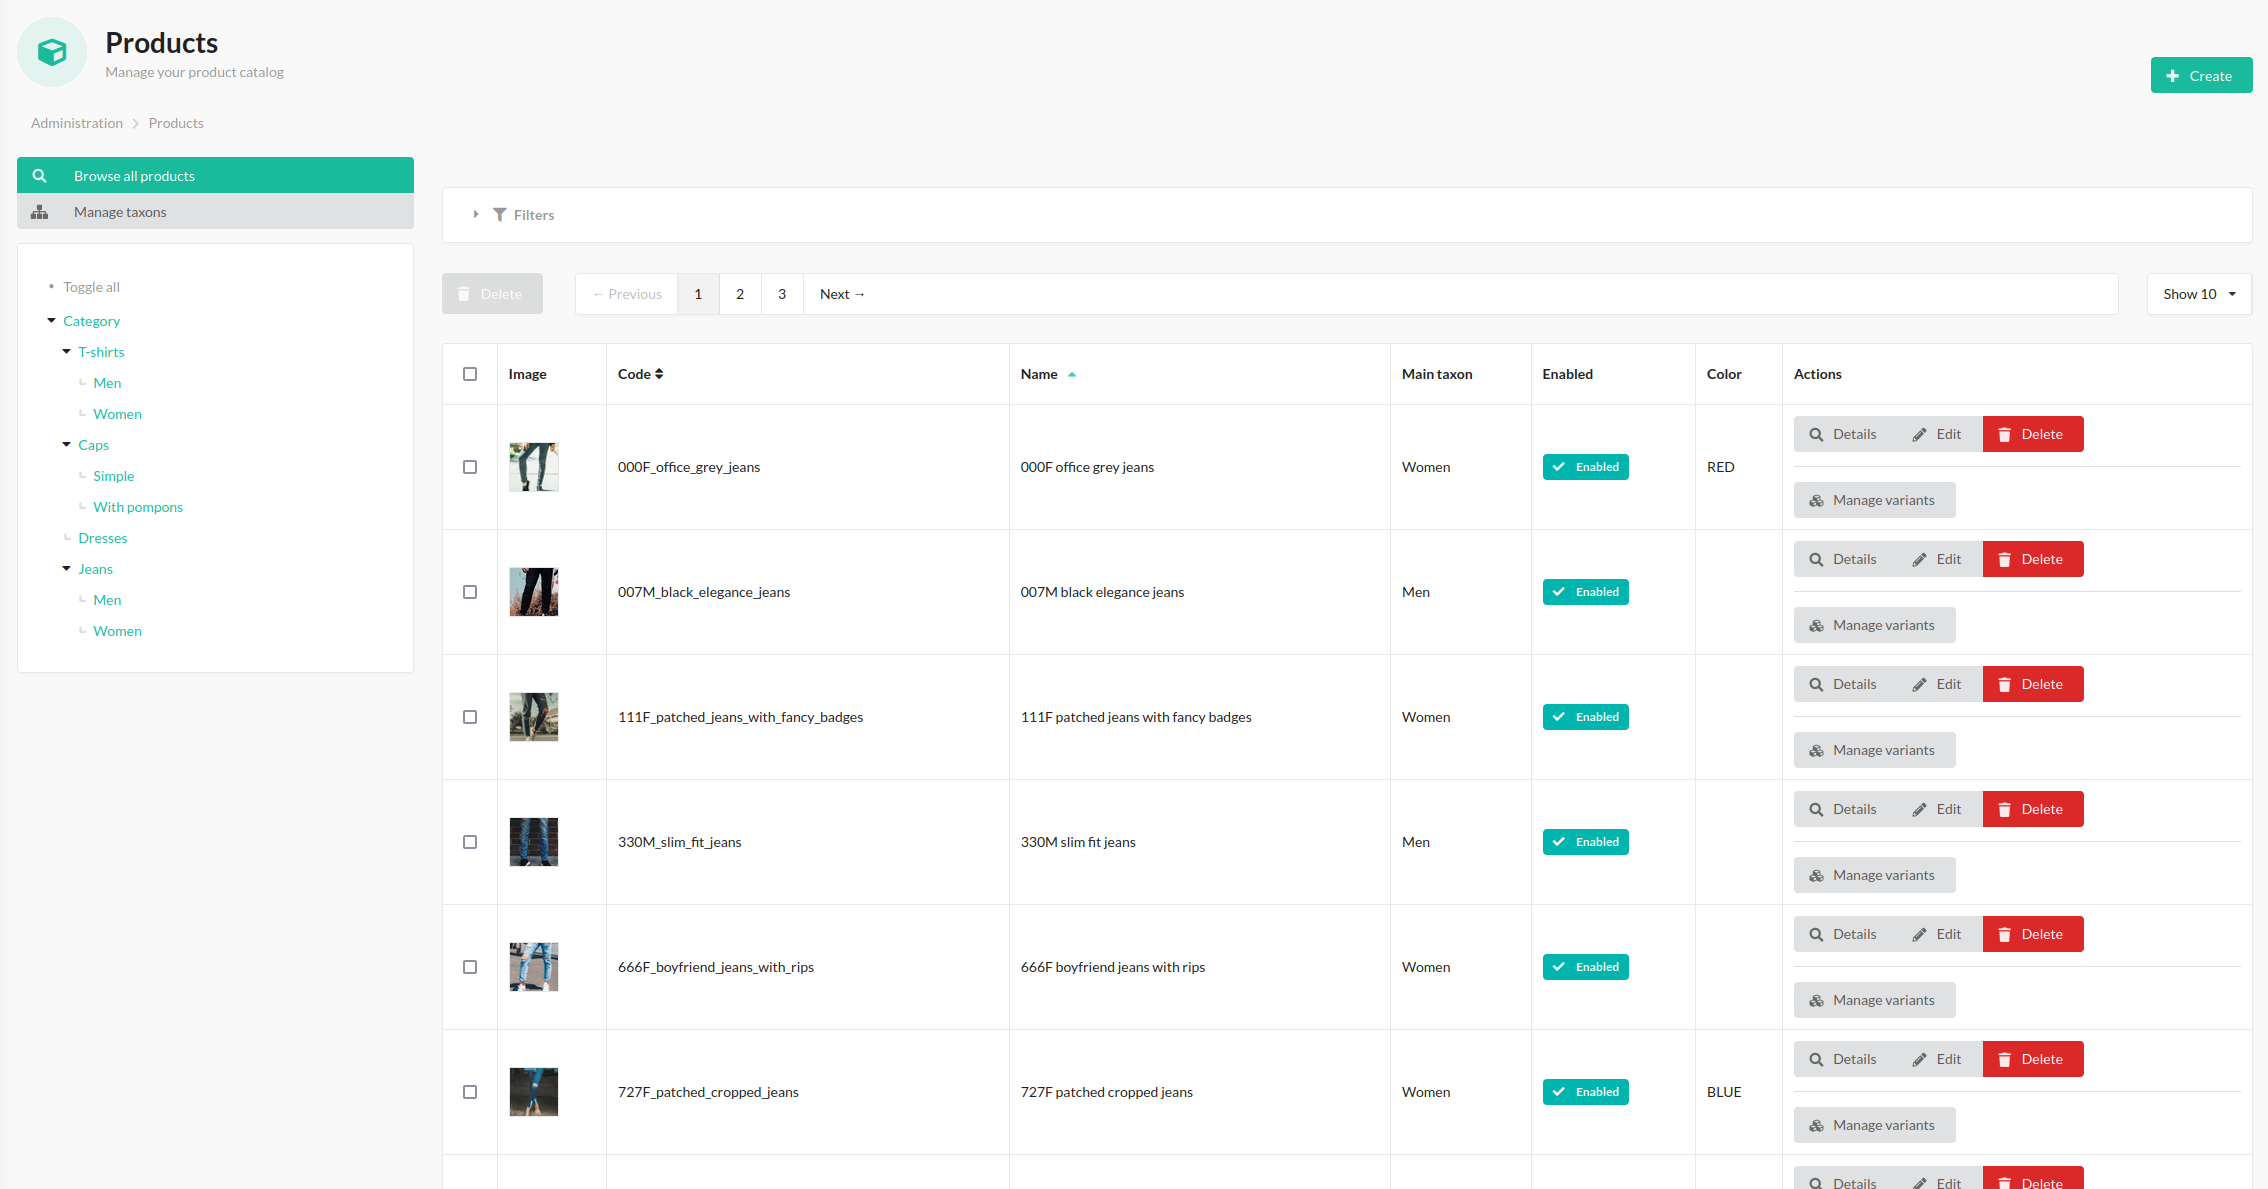 Products
Manage your product catalog
+ Create
Administration > Products
Browse all products
Manage taxons
Toggle all
Category
T-shirts
Men
Women
Caps
Simple
With pompons
Dresses
Jeans
Men
Women
Filters
Delete ← Previous 1 2 3 Next → Show 10
Image Code Name Main taxon Enabled Color Actions
Details Edit Delete
000F_office_grey_jeans 000F office grey jeans Women Enabled RED
Manage variants
Details Edit Delete
007M_black_elegance_jeans 007M black elegance jeans Men Enabled
Manage variants
Details Edit Delete
111F_patched_jeans_with_fancy_badges 111F patched jeans with fancy badges Women Enabled
Manage variants
Details Edit Delete
330M_slim_fit_jeans 330M slim fit jeans Men Enabled
Manage variants
Details Edit Delete
666F_boyfriend_jeans_with_rips 666F boyfriend jeans with rips Women Enabled
Manage variants
Details Edit Delete
727F_patched_cropped_jeans 727F patched cropped jeans Women Enabled BLUE
Manage variants
Details Edit Delete